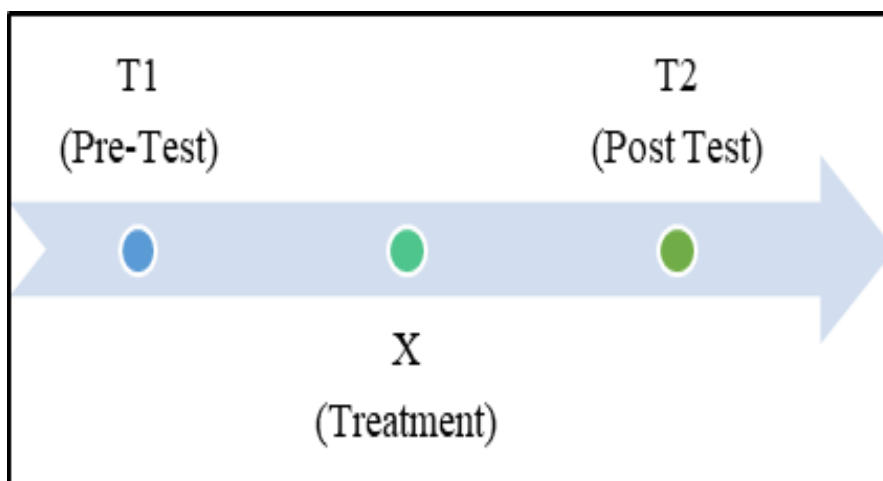 T1
(Pre-Test)
T2
(Post Test)
X
(Treatment)